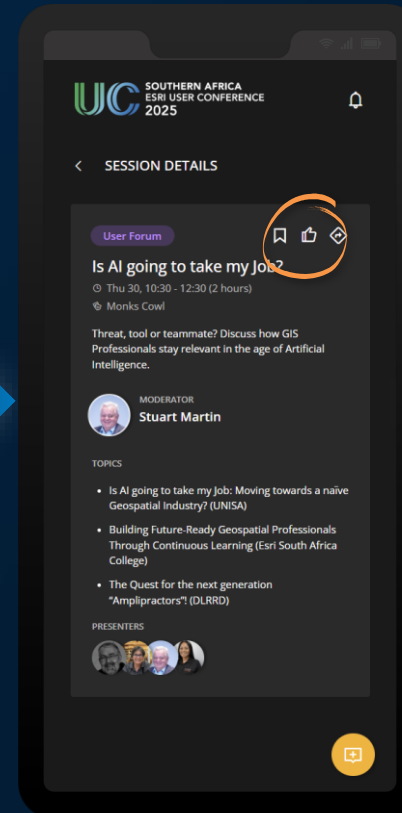 UC SOUTHERN AFRICA
ESRI USER CONFERENCE
2025
SESSION DETAILS
User Forum
Is AI going to take my Job?
Thu 30, 10:30 - 12:30 (2 hours)
Monks Cowl
Threat, tool or teammate? Discuss how GIS
Professionals stay relevant in the age of Artificial
Intelligence.
MODERATOR
Stuart Martin
TOPICS
• Is AI going to take my Job: Moving towards a naïve
Geospatial Industry? (UNISA)
• Building Future-Ready Geospatial Professionals
Through Continuous Learning (Esri South Africa
College)
• The Quest for the next generation
"Amplipractors"! (DLRRD)
PRESENTERS